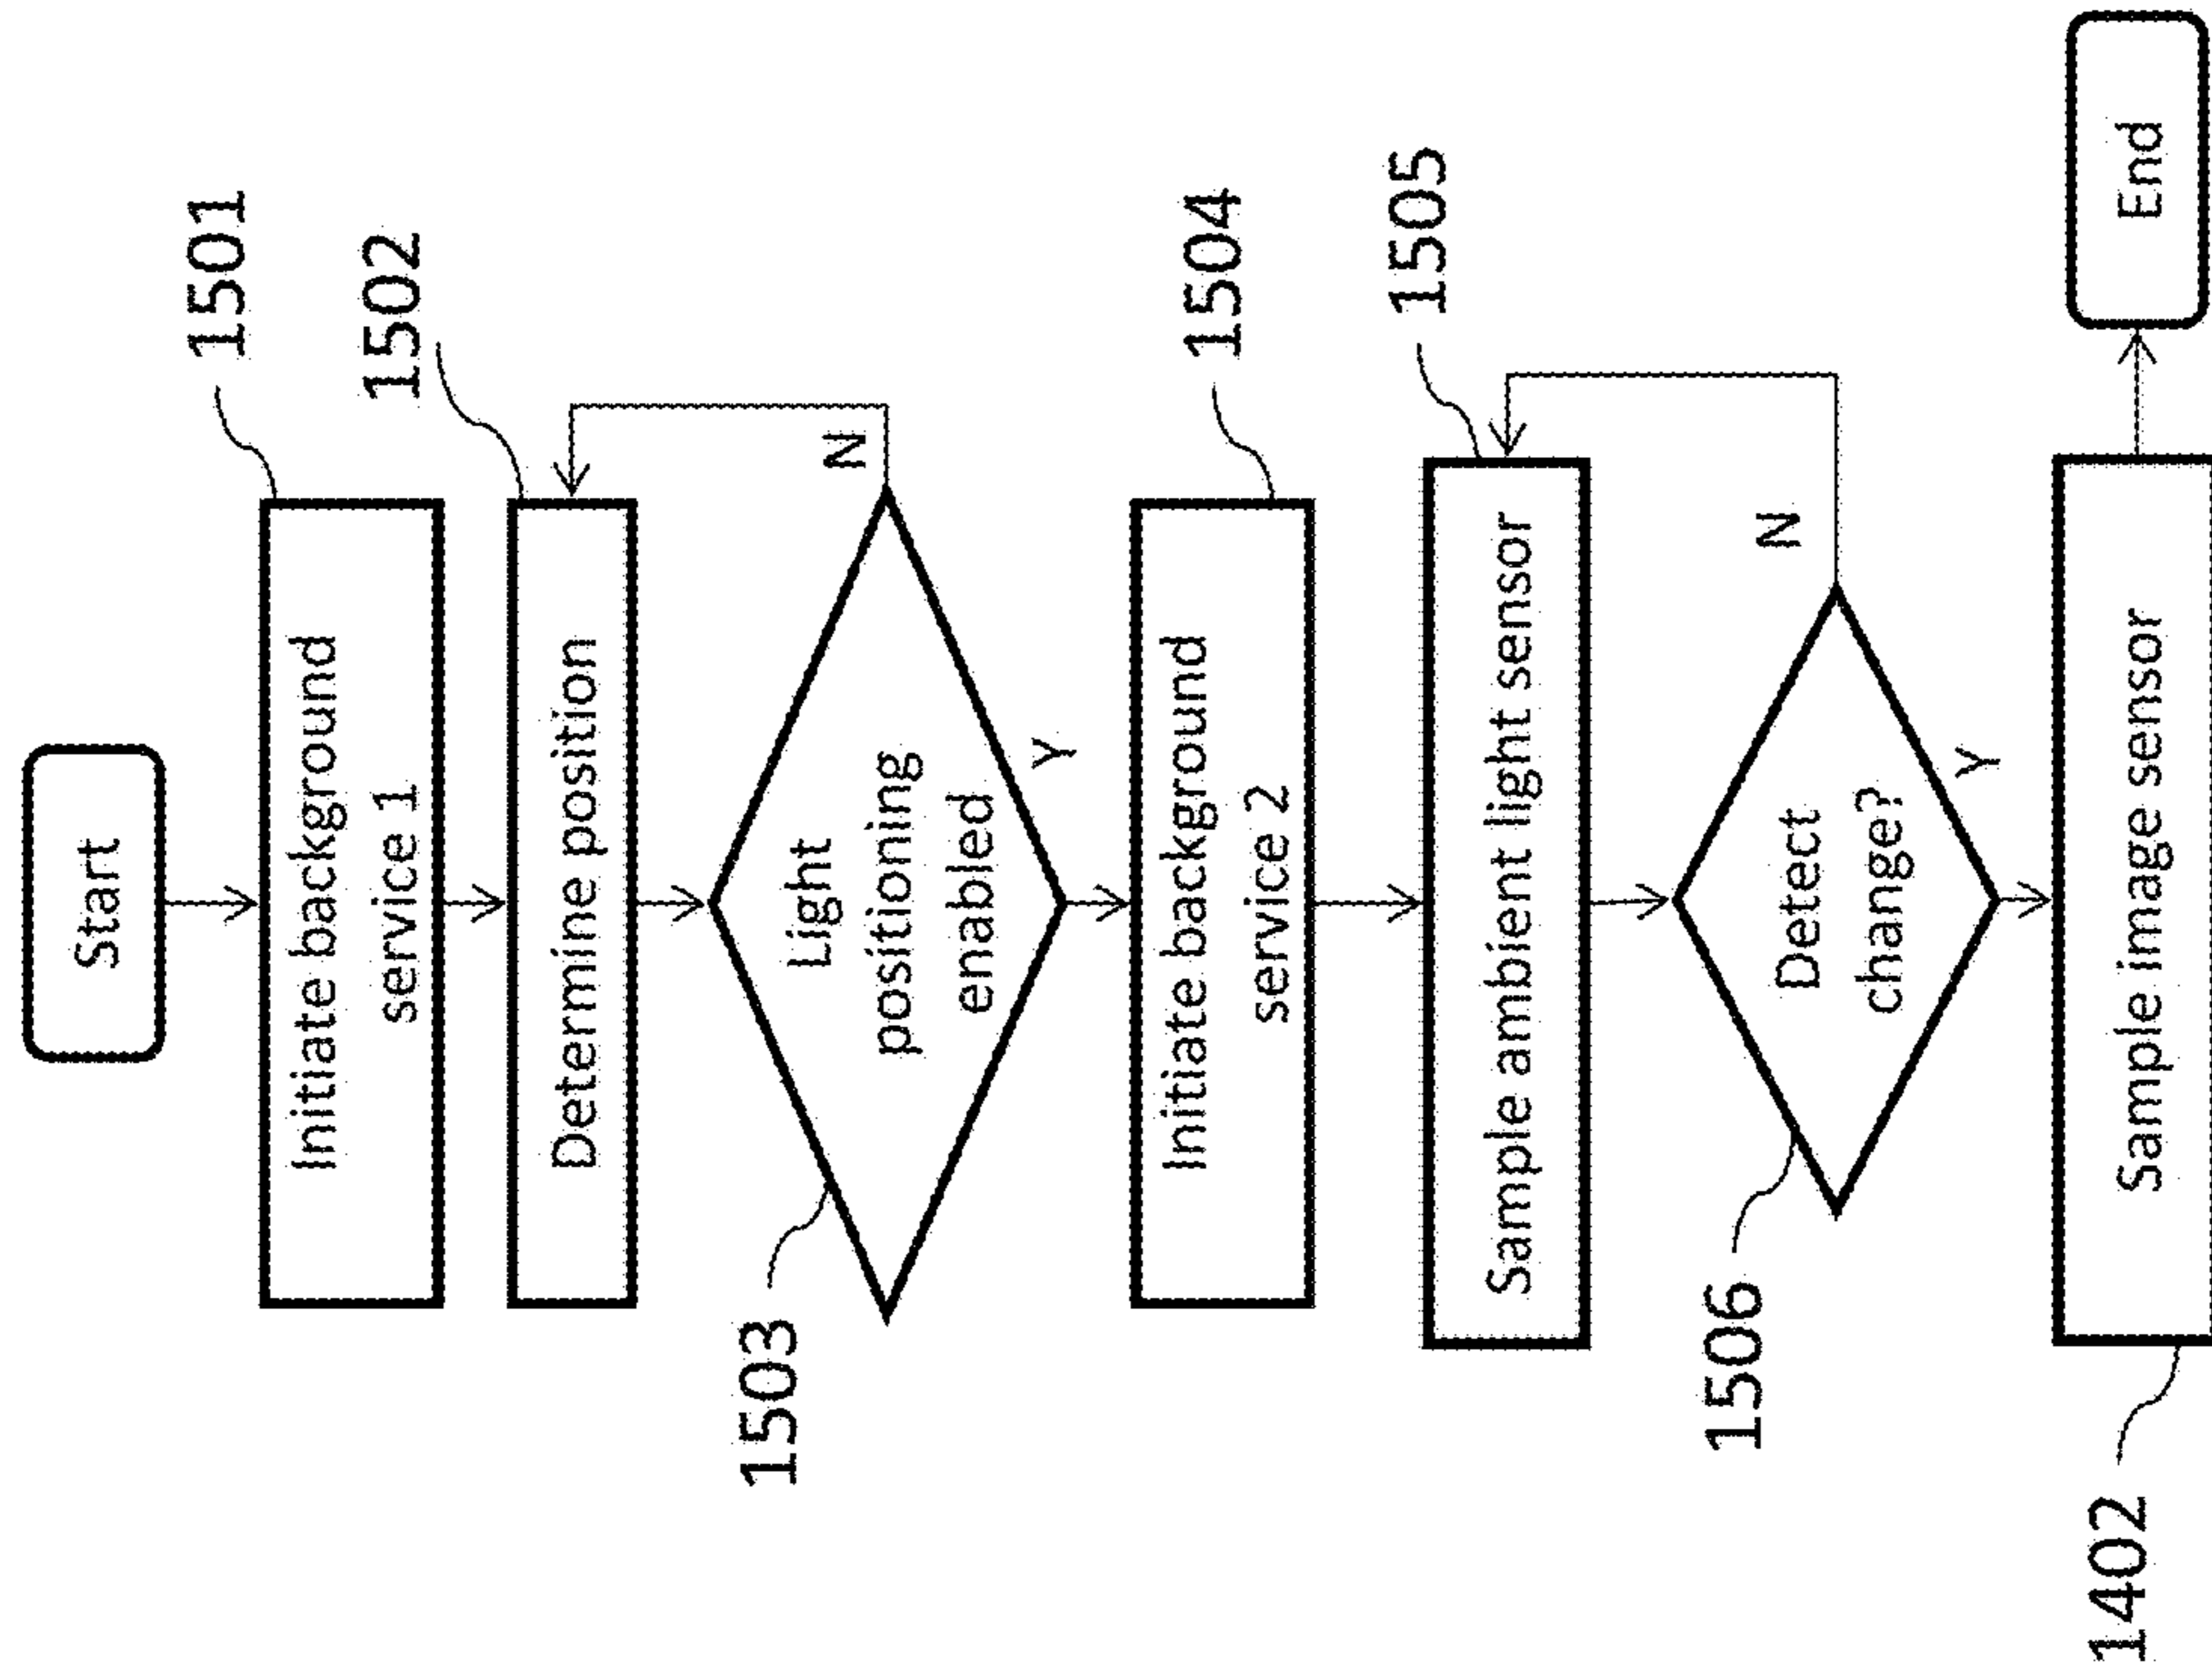 Start
1501
Initiate background
service 1
1502
Determine position
1503
Light
positioning
enabled
N
Y
1504
Initiate background
service 2
1505
Sample ambient light sensor
1506
Detect
change?
N
Y
1402
Sample image sensor
End